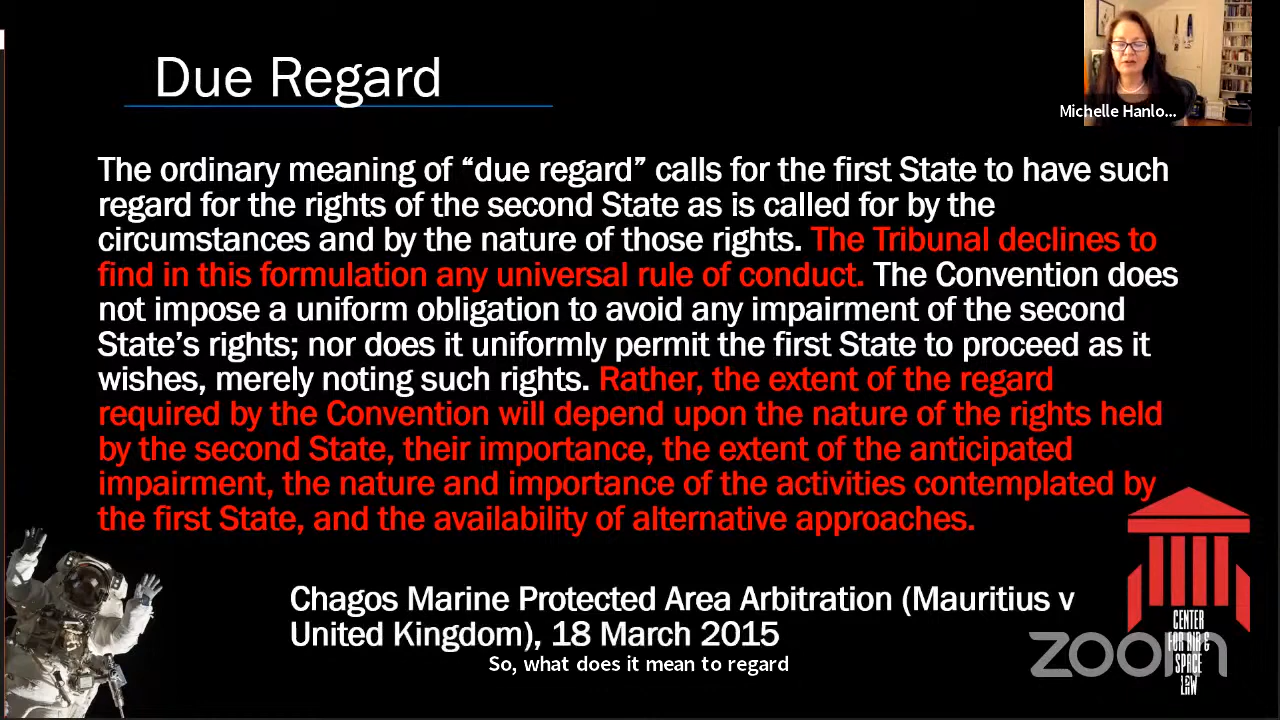 Due Regard
Michelle Hanlo...
The ordinary meaning of “due regard” calls for the first State to have such
regard for the rights of the second State as is called for by the
circumstances and by the nature of those rights. The Tribunal declines to
find in this formulation any universal rule of conduct. The Convention does
not impose a uniform obligation to avoid any impairment of the second
State’s rights; nor does it uniformly permit the first State to proceed as it
wishes, merely noting such rights. Rather, the extent of the regard
required by the Convention will depend upon the nature of the rights held
by the second State, their importance, the extent of the anticipated
impairment, the nature and importance of the activities contemplated by
the first State, and the availability of alternative approaches.
Chagos Marine Protected Area Arbitration (Mauritius v
United Kingdom), 18 March 2015
CENTER
FOR AIR &
SPACE
LAW
zoom
So, what does it mean to regard